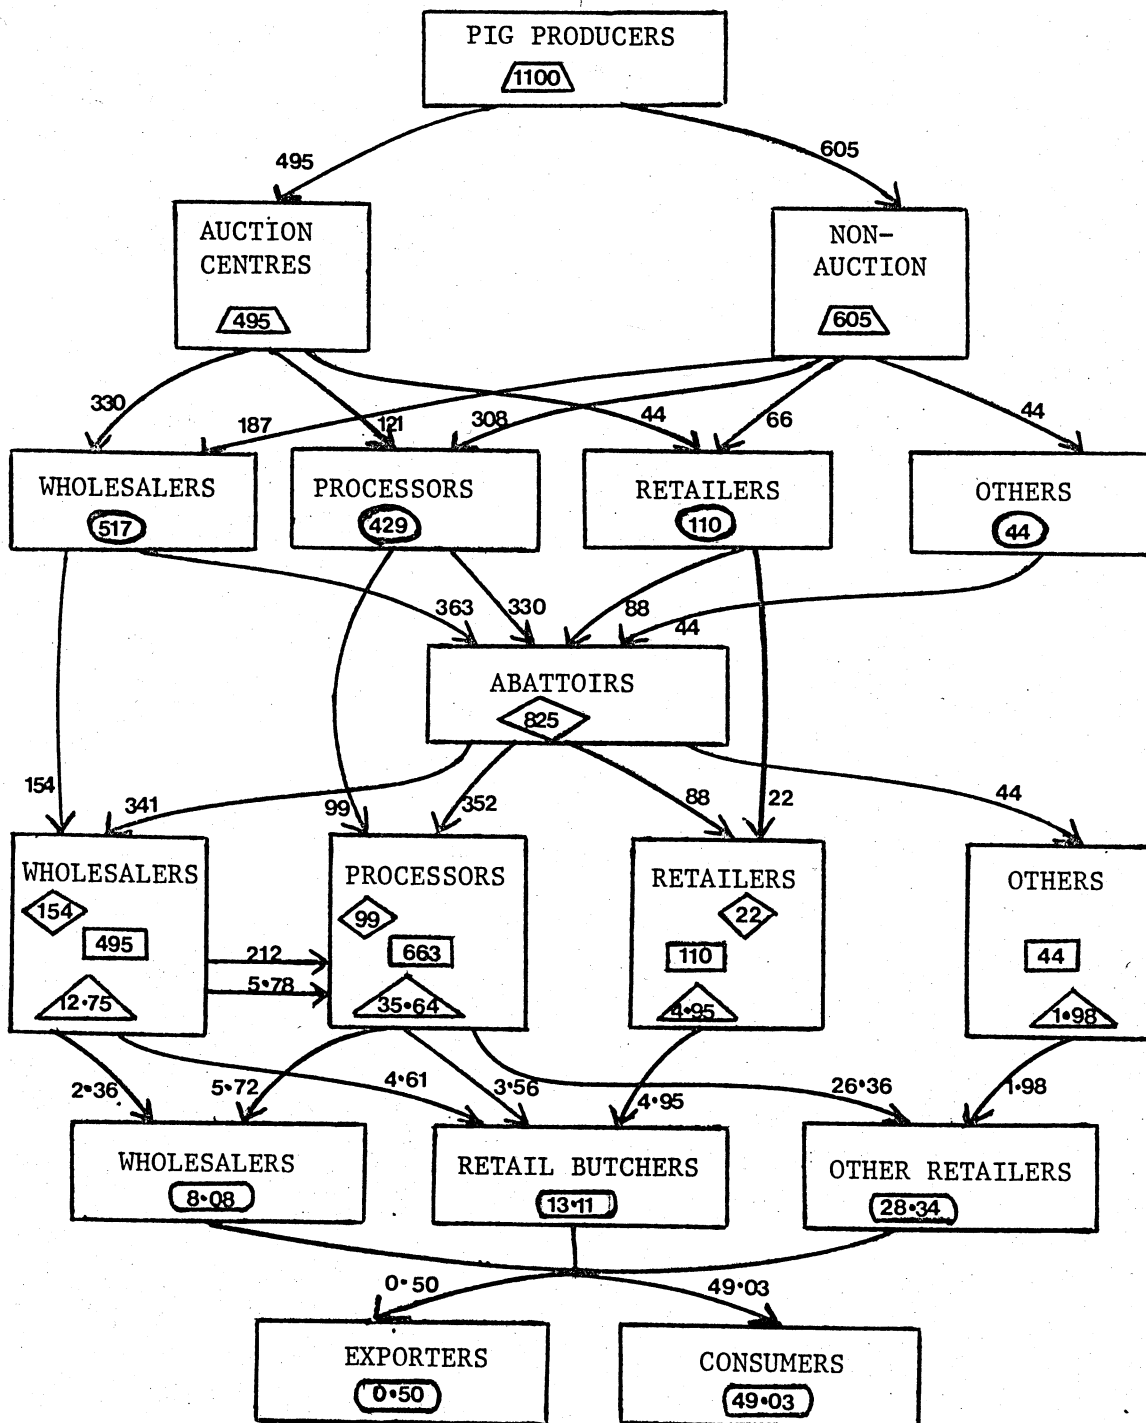 PIG PRODUCERS
1100
495
605
AUCTION
CENTRES
495
NON-
AUCTION
605
330
187
121
308
44
66
44
WHOLESALERS
517
PROCESSORS
429
RETAILERS
110
OTHERS
44
363
330
88
44
ABATTOIRS
825
154
341
99
352
88
22
44
WHOLESALERS
154
495
12·75
212
5·78
PROCESSORS
99
663
35·64
RETAILERS
22
110
4·95
OTHERS
44
1·98
2·36
5·72
4·61
3·56
4·95
26·36
1·98
WHOLESALERS
8·08
RETAIL BUTCHERS
13·11
OTHER RETAILERS
28·34
0·50
49·03
EXPORTERS
0·50
CONSUMERS
49·03